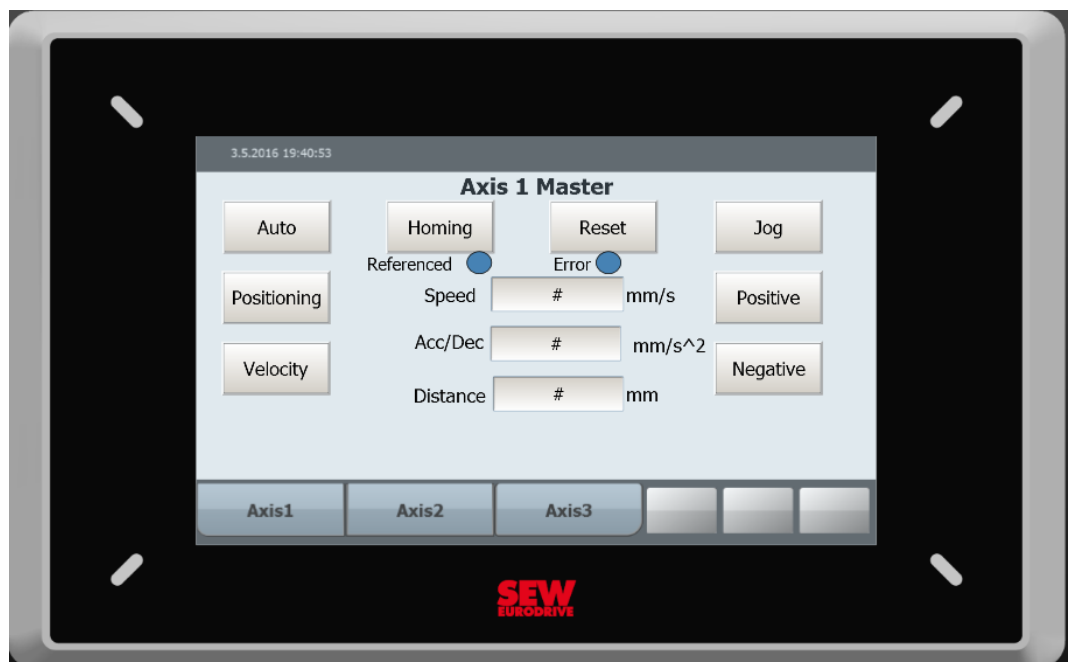 3.5.2016 19:40:53
Axis 1 Master
Auto Homing Reset Jog
Referenced Error
Positioning Speed # mm/s Positive
Acc/Dec # mm/s^2
Velocity Negative
Distance # mm
Axis1 Axis2 Axis3
SEW
EURODRIVE